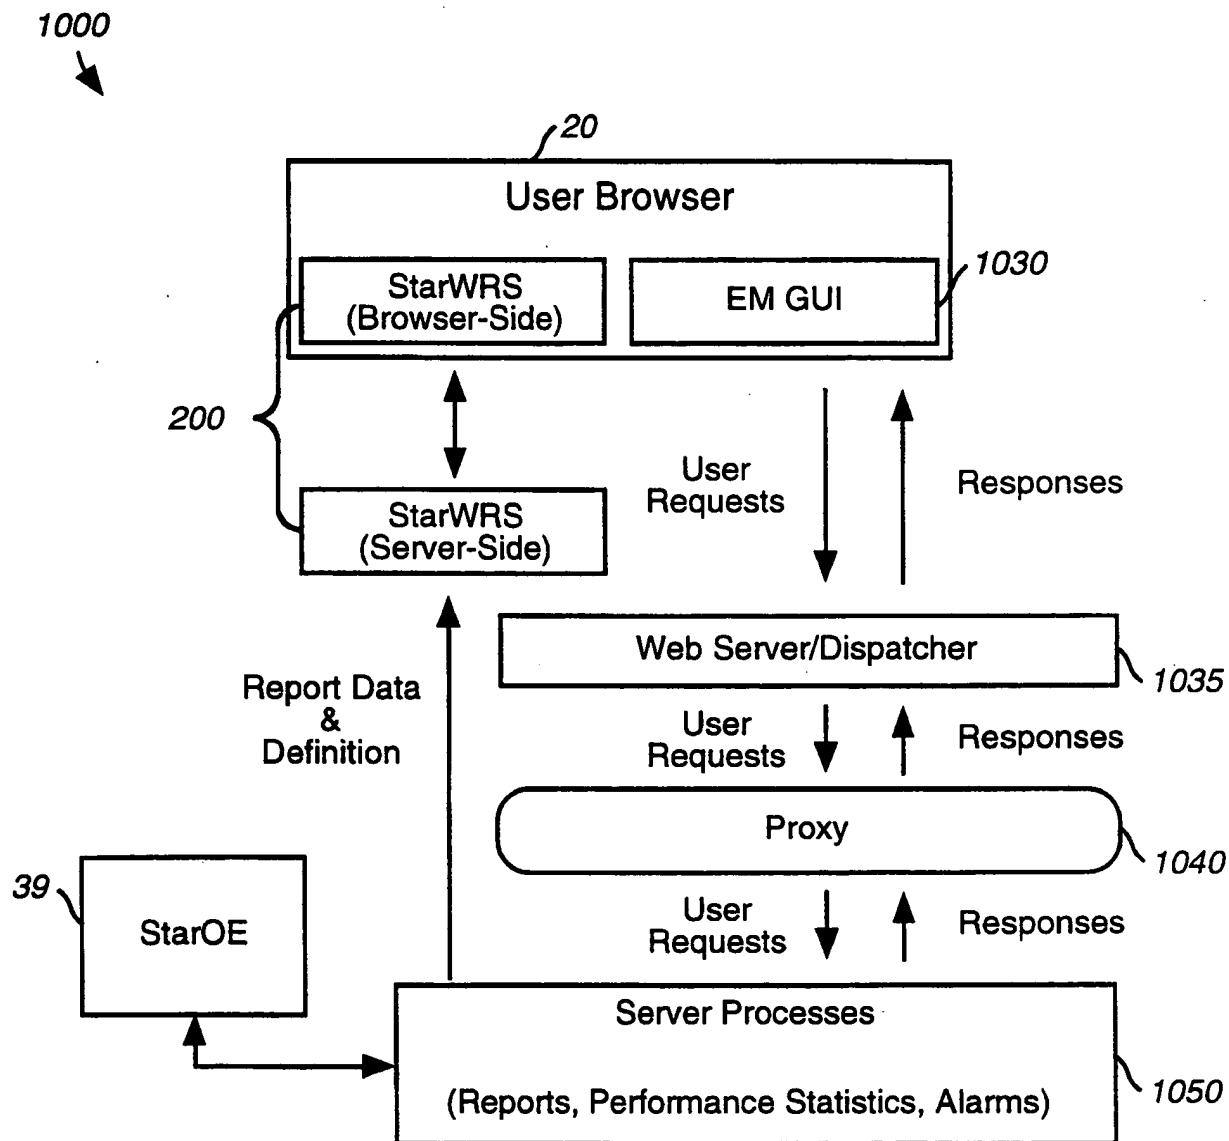 1000
20
User Browser
StarWRS
(Browser-Side)
EM GUI
1030
200
User
Requests
Responses
StarWRS
(Server-Side)
Web Server/Dispatcher
1035
Report Data
&
Definition
User
Requests
Responses
Proxy
1040
39
StarOE
User
Requests
Responses
Server Processes
(Reports, Performance Statistics, Alarms)
1050